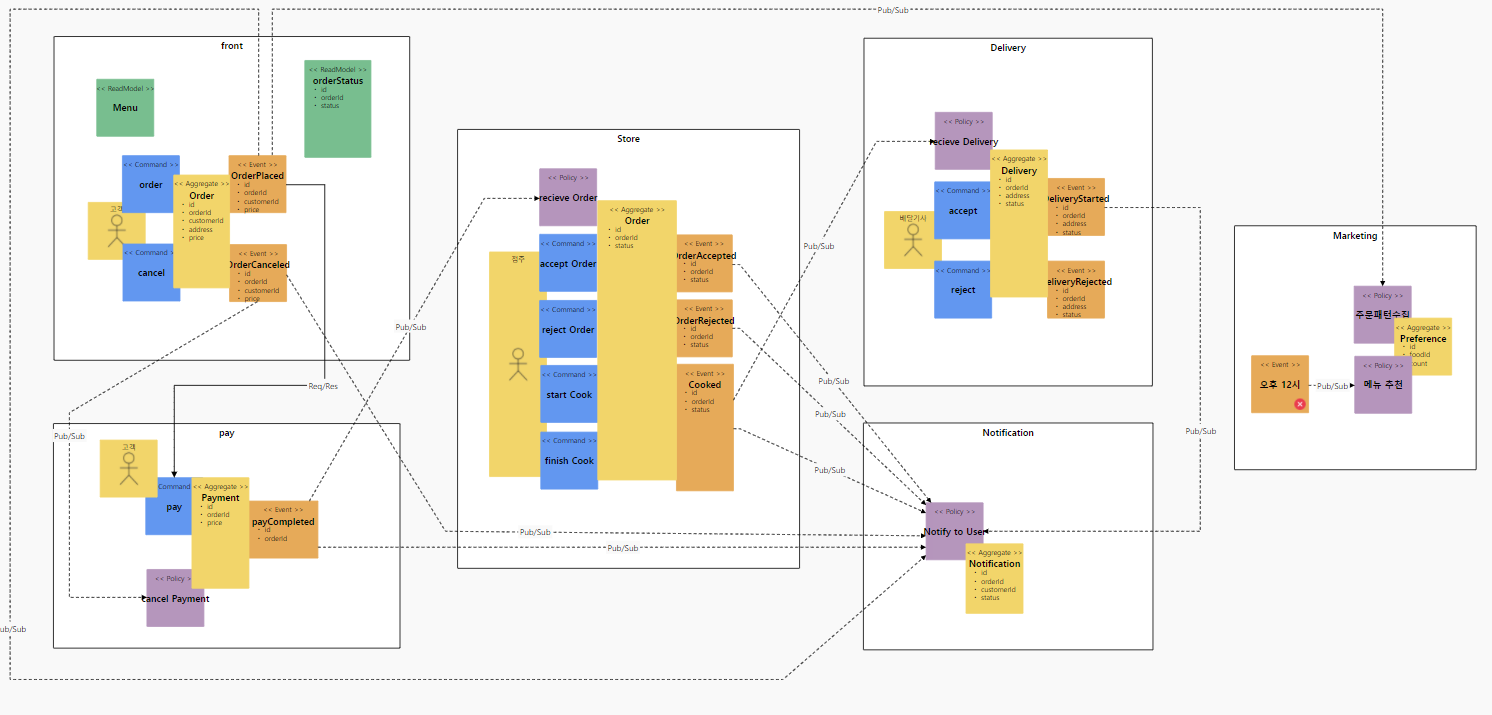 Pub/Sub
front
<< ReadModel >>
Menu
<< ReadModel >>
orderStatus
• id
• orderId
• status
<< Command >>
order
고객
<< Command >>
cancel
<< Aggregate >>
Order
• id
• orderId
• customerId
• address
• price
<< Event >>
OrderPlaced
• id
• orderId
• customerId
• price
<< Event >>
OrderCanceled
• id
• orderId
• customerId
• price
Req/Res
Pub/Sub
Pub/Sub
ub/Sub
pay
고객
Command
pay
<< Aggregate >>
Payment
• id
• orderId
• price
<< Event >>
payCompleted
• id
• orderId
<< Policy >
cancel Payment
Store
<< Policy >>
recieve Order
점주
<< Command >>
accept Order
<< Command >>
reject Order
<< Command >>
start Cook
<< Command >>
finish Cook
<< Aggregate >>
Order
• id
• orderId
• status
<< Event >>
OrderAccepted
• id
• orderId
• status
<< Event >>
OrderRejected
• id
• orderId
• status
<< Event >>
Cooked
• id
• orderId
• status
Pub/Sub
Pub/Sub
Pub/Sub
Pub/Sub
Pub/Sub
Pub/Sub
Delivery
<< Policy >>
recieve Delivery
배달기사
<< Command >>
accept
<< Command >>
reject
<< Aggregate >>
Delivery
• id
• orderId
• address
• status
<< Event >>
DeliveryStarted
• id
• orderId
• address
• status
<< Event >>
DeliveryRejected
• id
• orderId
• address
• status
Pub/Sub
Notification
<< Policy >>
Notify to User
<< Aggregate >>
Notification
• id
• orderId
• customerId
• status
Marketing
<< Policy >>
주문패턴수집
<< Aggregate >>
Preference
• id
• foodId
ount
<< Event >>
오후 12시
Pub/Sub
<< Policy >>
메뉴 추천